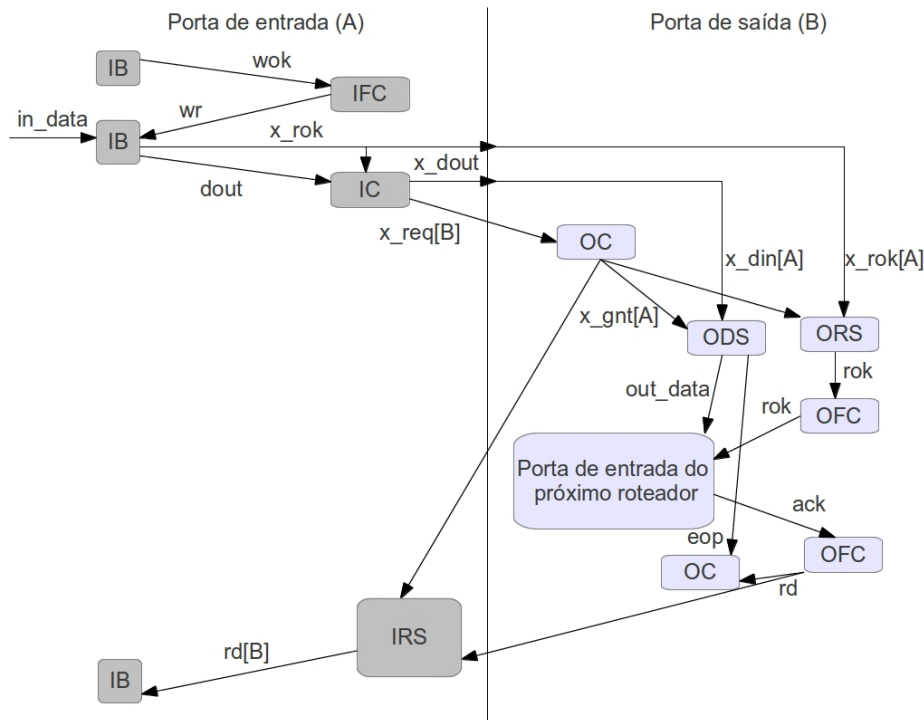 Porta de entrada (A)
Porta de saída (B)
IB
wok
IFC
wr
in_data
IB
x_rok
x_dout
dout
IC
x_req[B]
OC
x_din[A]
x_rok[A]
x_gnt[A]
ODS
ORS
out_data
rok
rok
OFC
Porta de entrada do
próximo roteador
ack
eop
OFC
OC
rd
IRS
rd[B]
IB